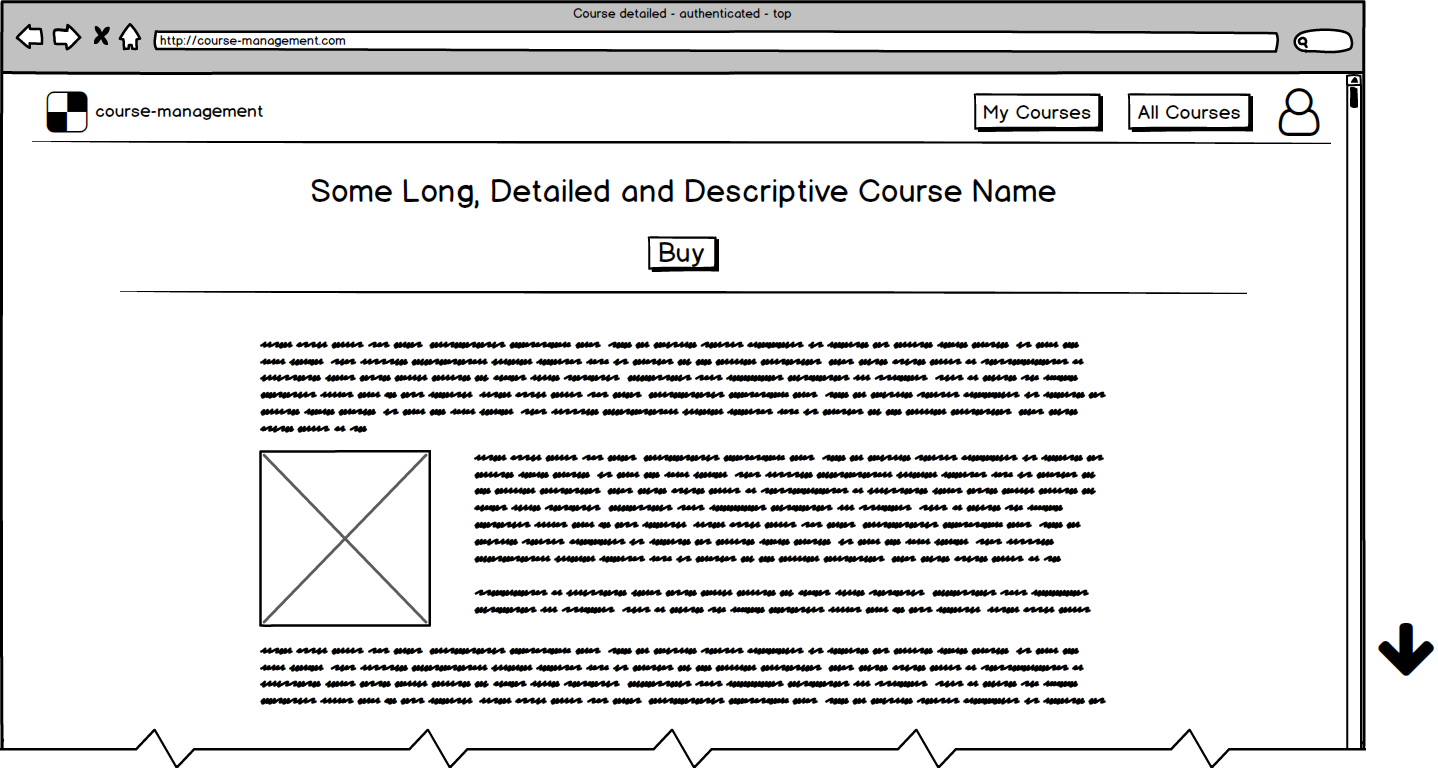 Course detailed - authenticated - top
http://course-management.com
course-management
My Courses
All Courses
Some Long, Detailed and Descriptive Course Name
Buy